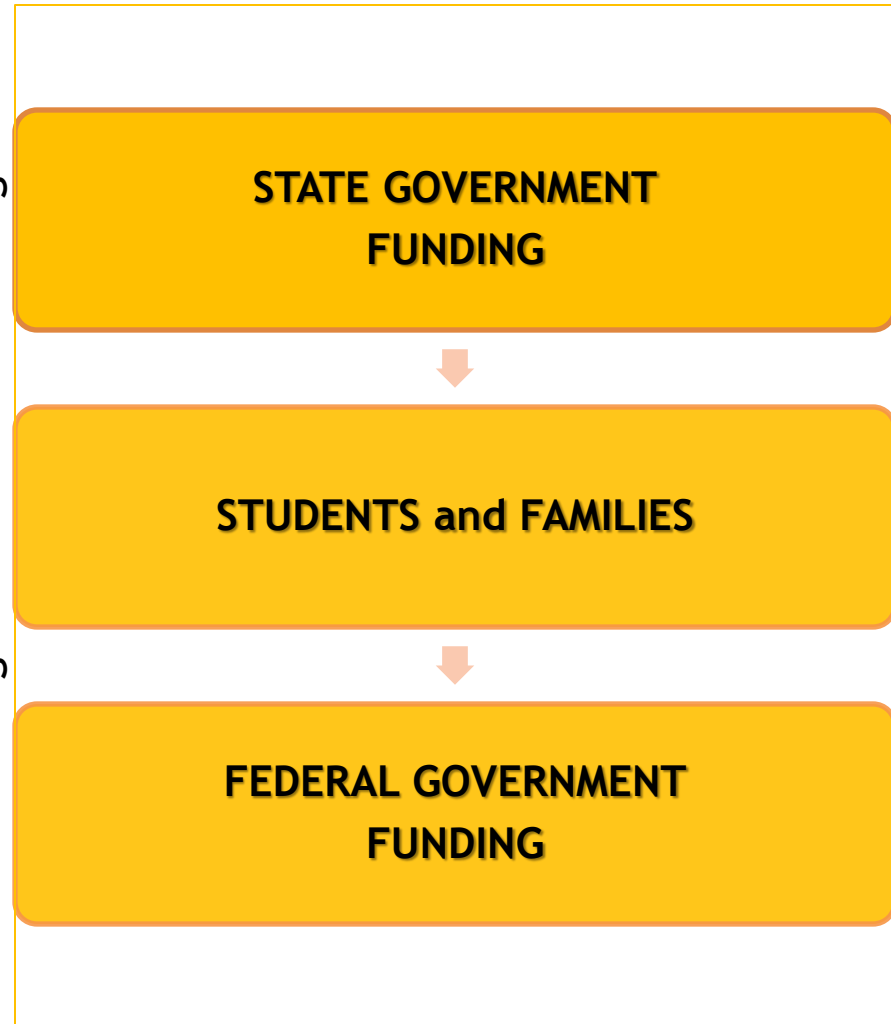 STATE GOVERNMENT
FUNDING
STUDENTS and FAMILIES
FEDERAL GOVERNMENT
FUNDING